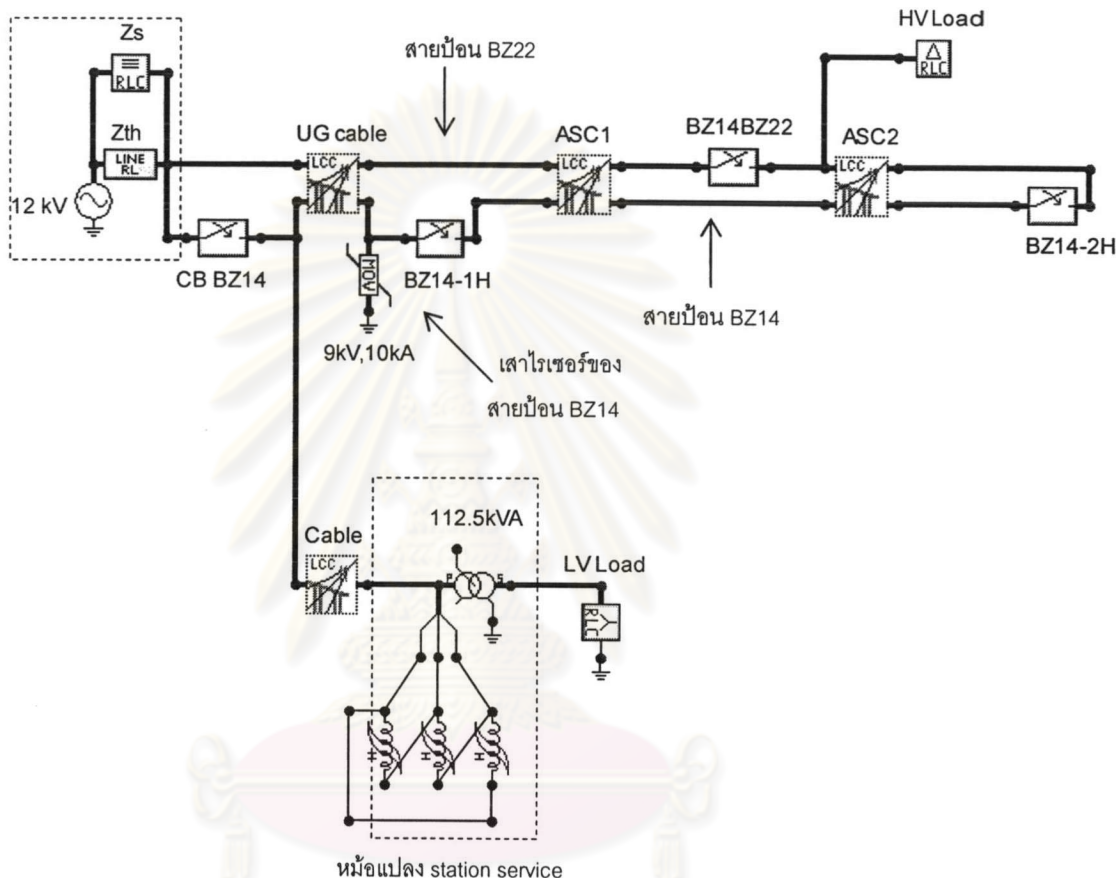 Zs
RLC
Zth
LINE
RL
12 kV
CB BZ14
UG cable
LCC
สายป้อน BZ22
MOV
9kV,10kA
BZ14-1H
เสาไรเซอร์ของ
สายป้อน BZ14
ASC1
LCC
BZ14BZ22
สายป้อน BZ14
HV Load
RLC
ASC2
LCC
BZ14-2H
Cable
LCC
112.5kVA
P
S
LV Load
RLC
H
H
H
หม้อแปลง station service